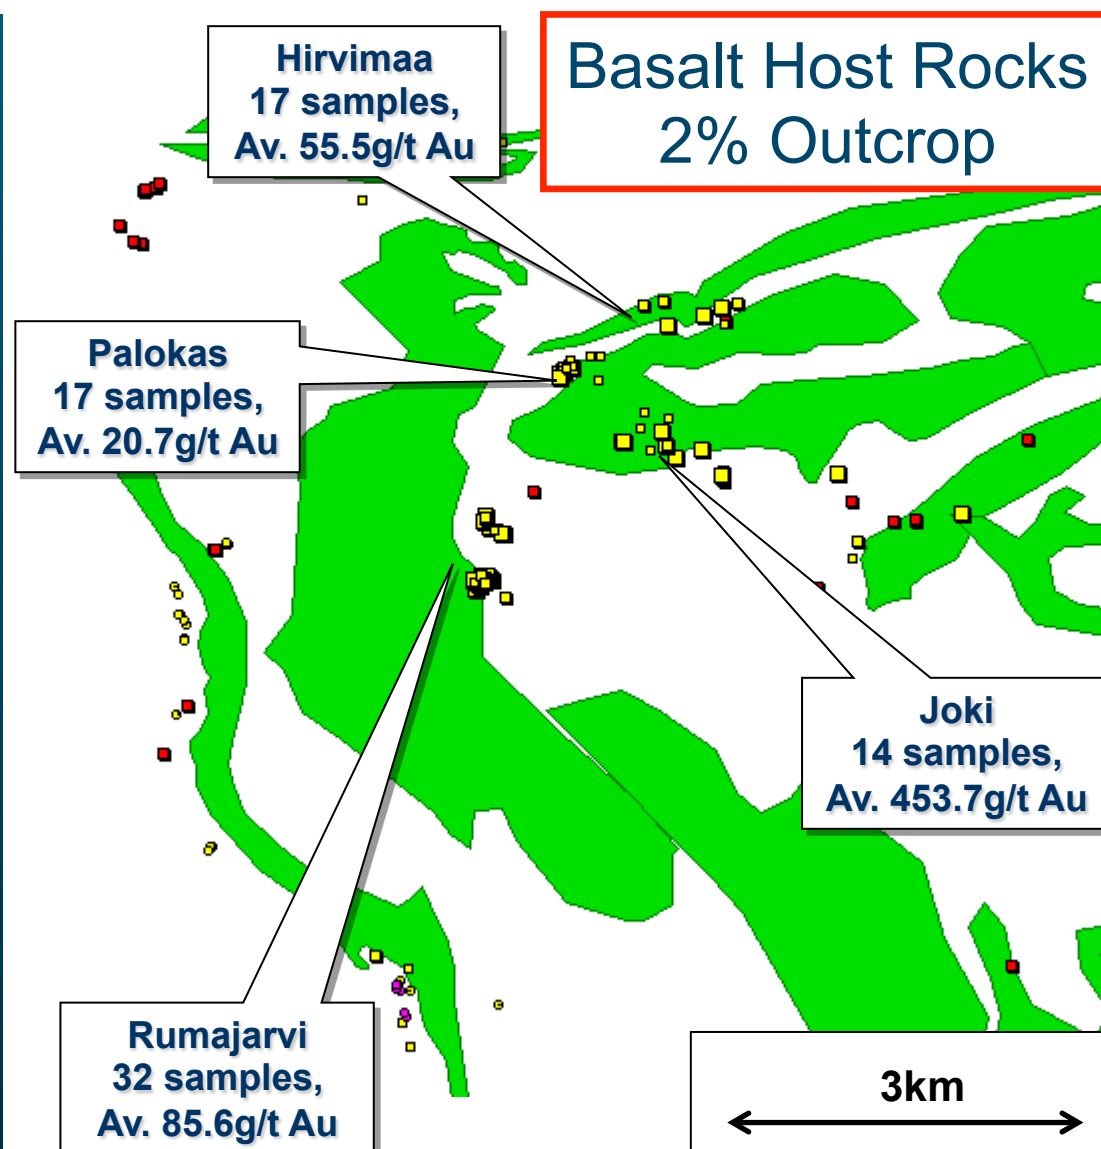 Basalt Host Rocks
2% Outcrop
Hirvimaa
17 samples,
Av. 55.5g/t Au
Palokas
17 samples,
Av. 20.7g/t Au
Joki
14 samples,
Av. 453.7g/t Au
Rumajarvi
32 samples,
Av. 85.6g/t Au
3km